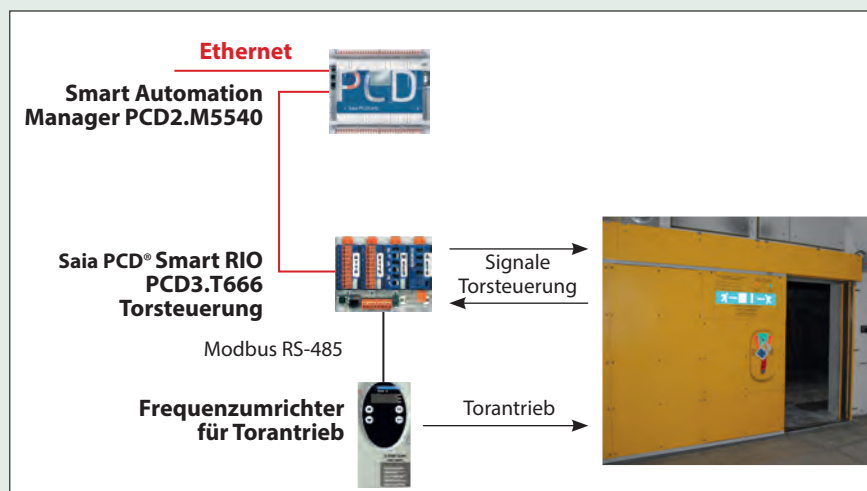 Ethernet
Smart Automation
Manager PCD2.M5540
PCD
Saia PCD® Smart RIO
PCD3.T666
Torsteuerung
Signale
Torsteuerung
Modbus RS-485
Frequenzumrichter
für Torantrieb
Torantrieb